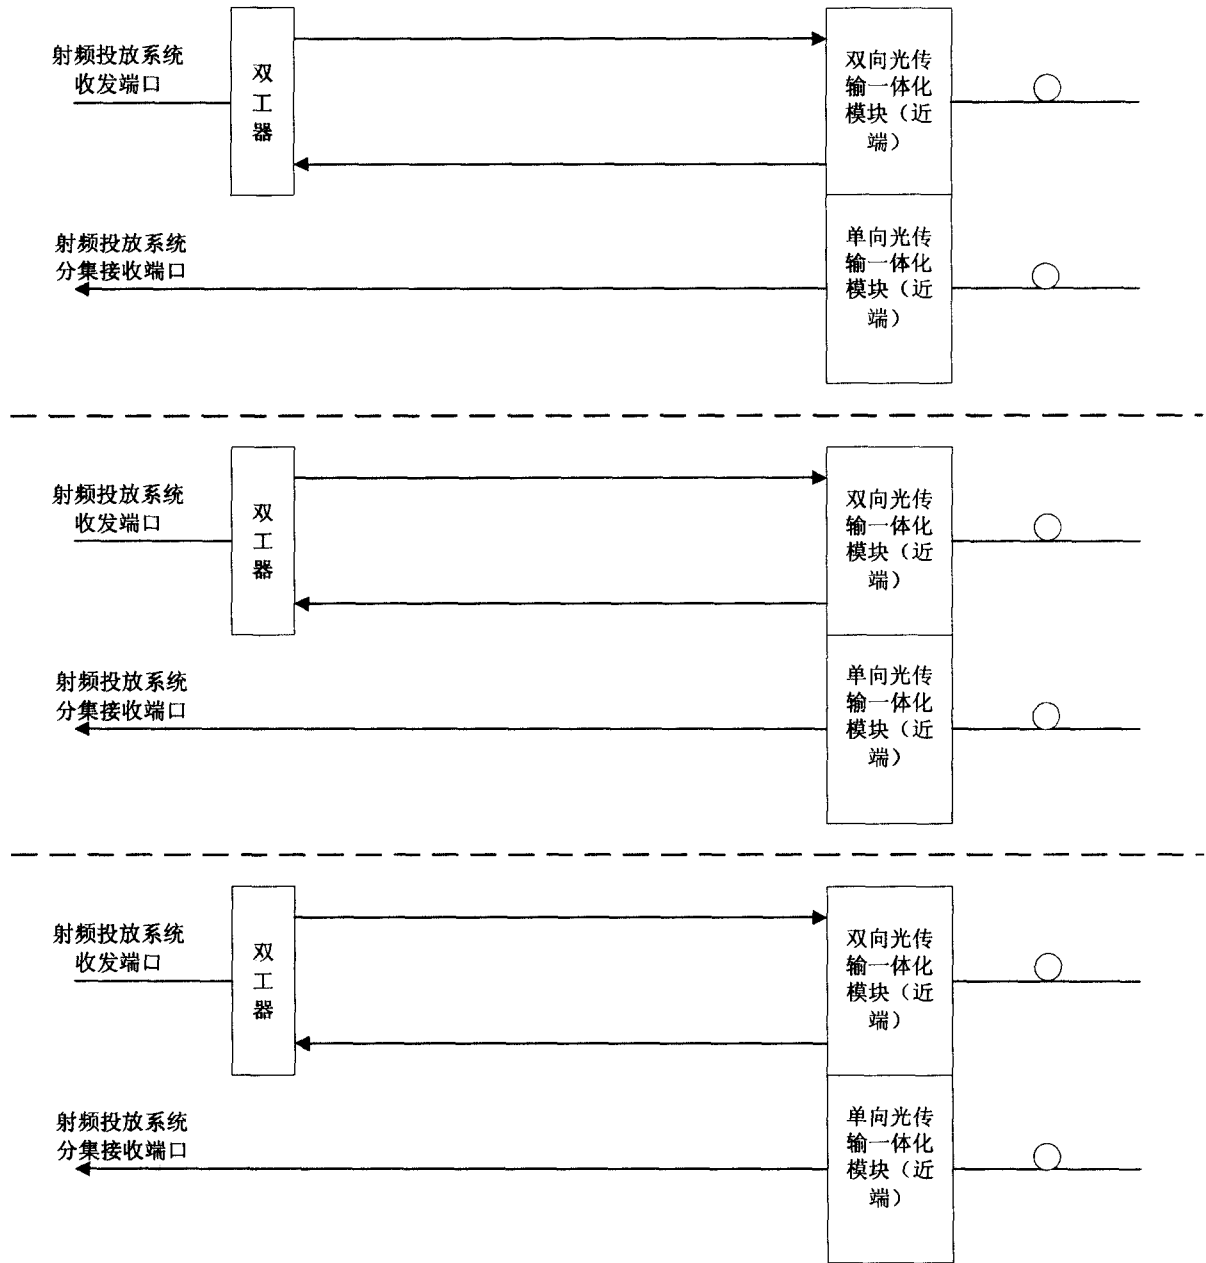 射频投放系统
收发端口
双
工
器
双向光传
输一体化
模块（近
端）
射频投放系统
分集接收端口
单向光传
输一体化
模块（近
端）
射频投放系统
收发端口
双
工
器
双向光传
输一体化
模块（近
端）
射频投放系统
分集接收端口
单向光传
输一体化
模块（近
端）
射频投放系统
收发端口
双
工
器
双向光传
输一体化
模块（近
端）
射频投放系统
分集接收端口
单向光传
输一体化
模块（近
端）